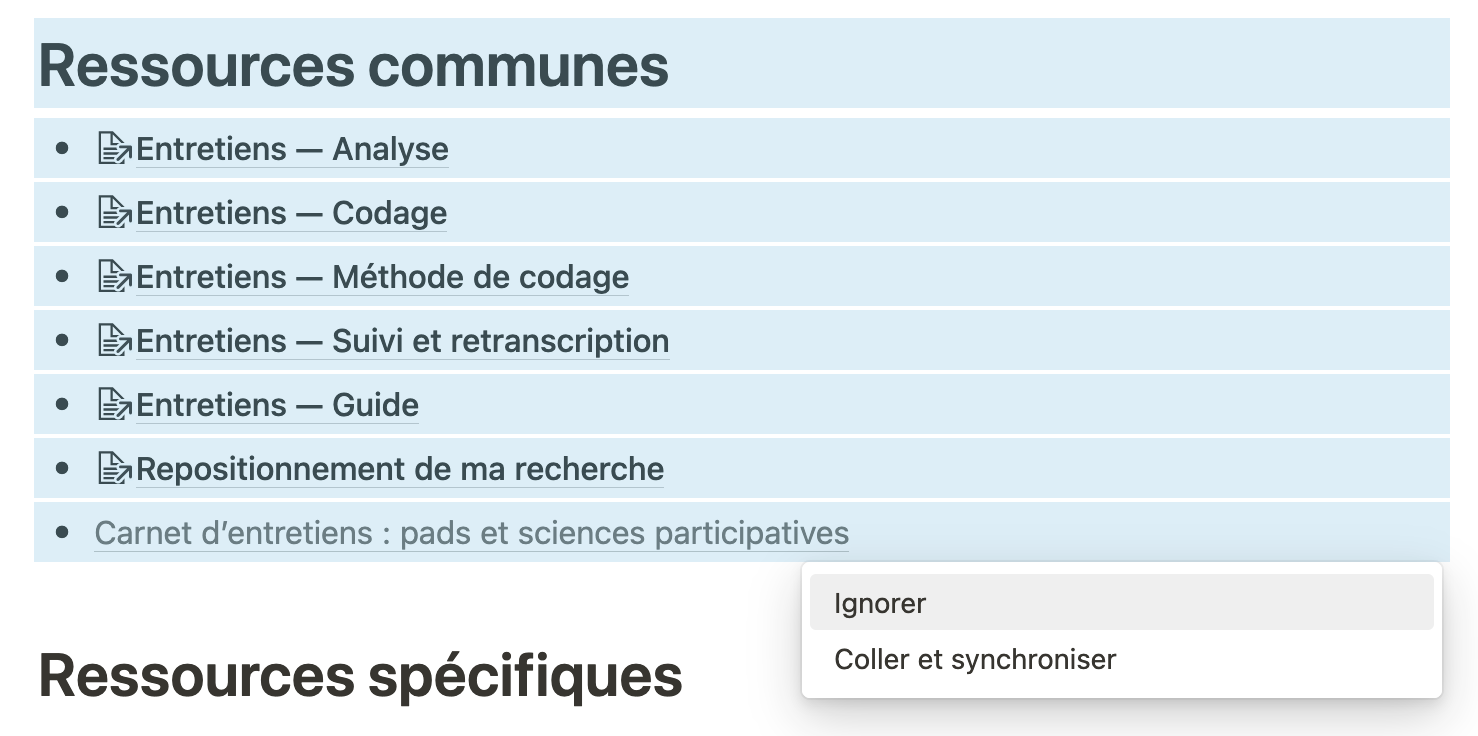 Ressources communes
Entretiens — Analyse
Entretiens — Codage
Entretiens — Méthode de codage
Entretiens — Suivi et retranscription
Entretiens — Guide
Repositionnement de ma recherche
Carnet d’entretiens : pads et sciences participatives
Ignorer
Coller et synchroniser
Ressources spécifiques